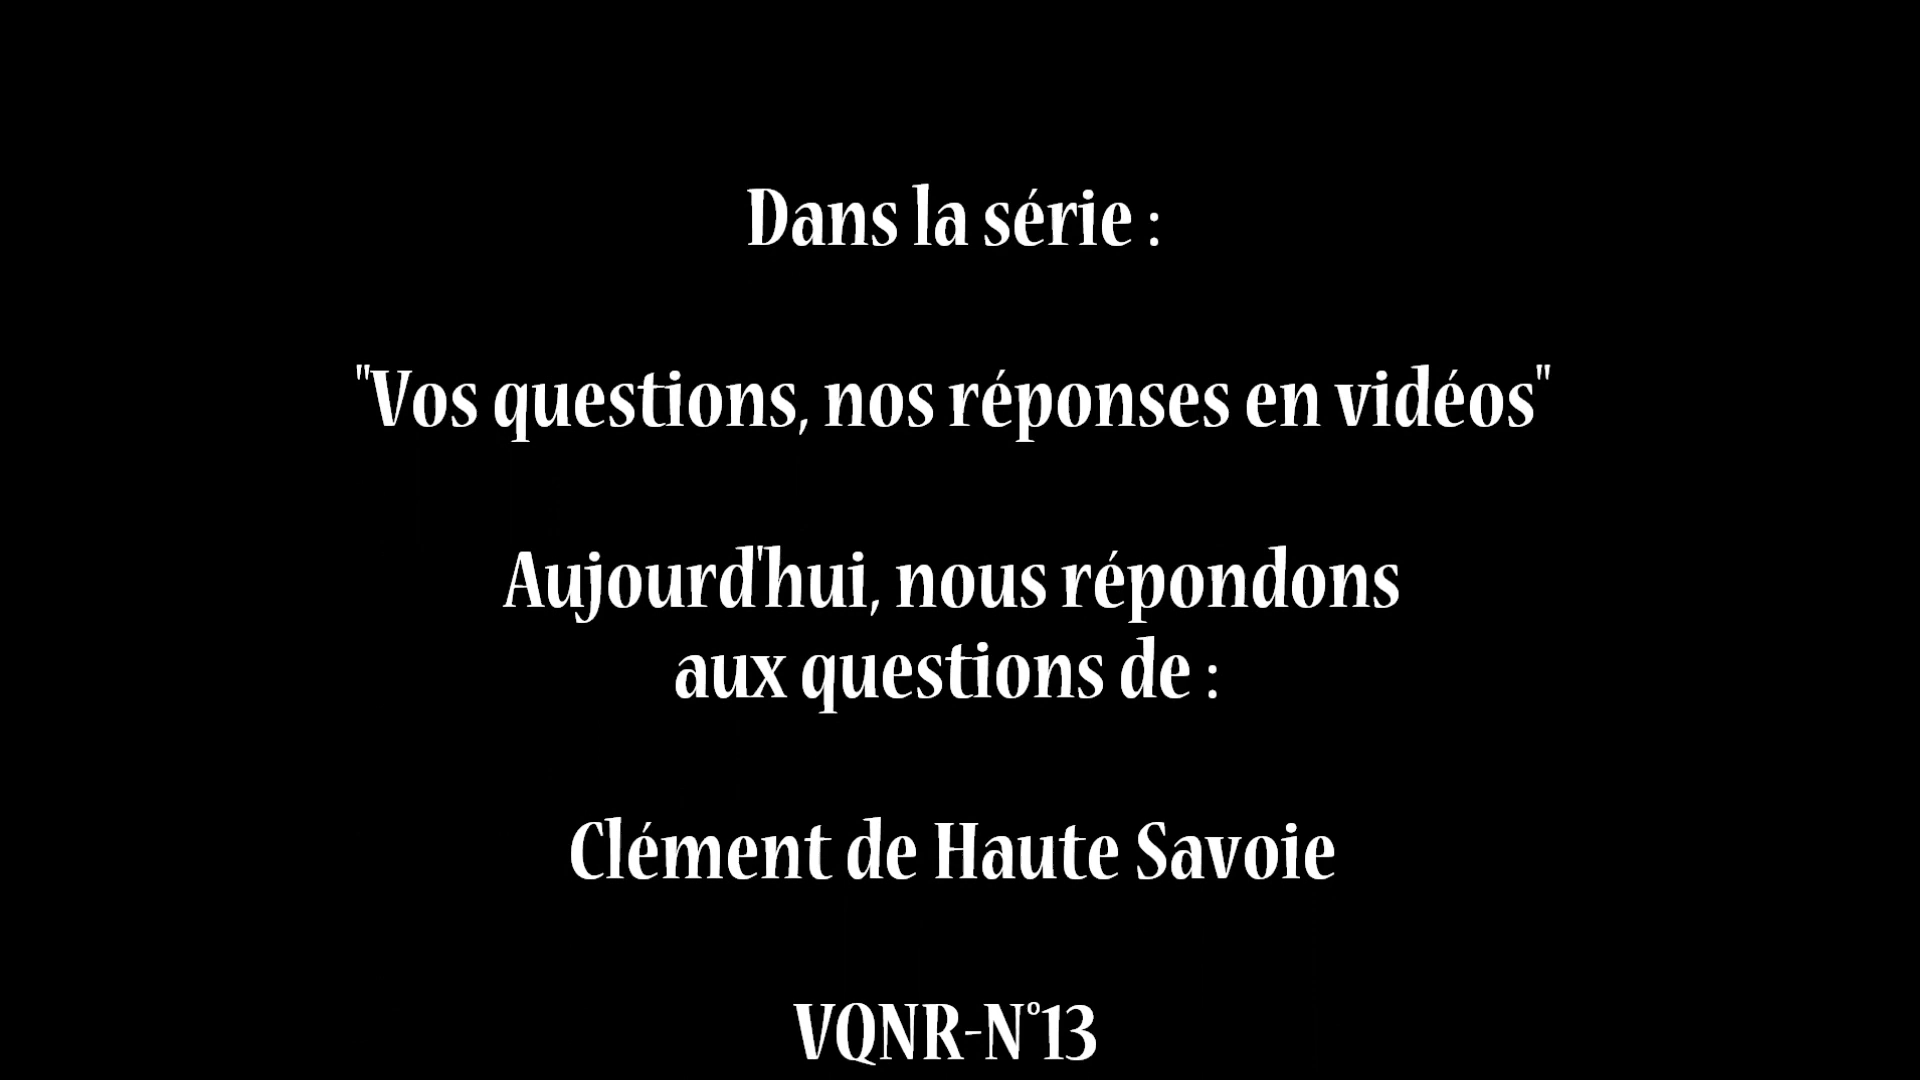 Dans la série :
"Vos questions, nos réponses en vidéos"
Aujourd'hui, nous répondons
aux questions de :
Clément de Haute Savoie
VQNR-N°13